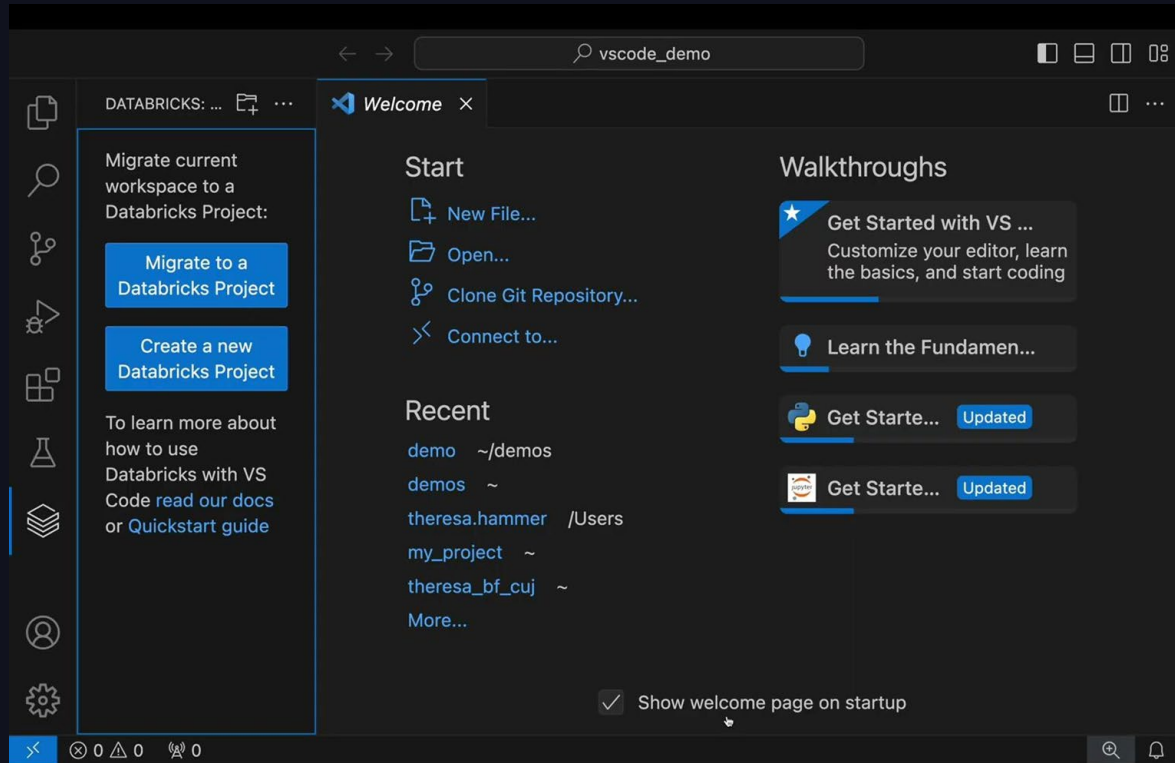 vscode_demo
DATABRICKS: ...
Welcome
Migrate current
workspace to a
Databricks Project:
Migrate to a
Databricks Project
Create a new
Databricks Project
To learn more about
how to use
Databricks with VS
Code read our docs
or Quickstart guide
Start
New File...
Open...
Clone Git Repository...
Connect to...
Recent
demo ~/demos
demos ~
theresa.hammer /Users
my_project ~
theresa_bf_cuj ~
More...
Walkthroughs
Get Started with VS ...
Customize your editor, learn
the basics, and start coding
Learn the Fundamen...
Get Starte... Updated
jupyter
Get Starte... Updated
Show welcome page on startup
0 0 0